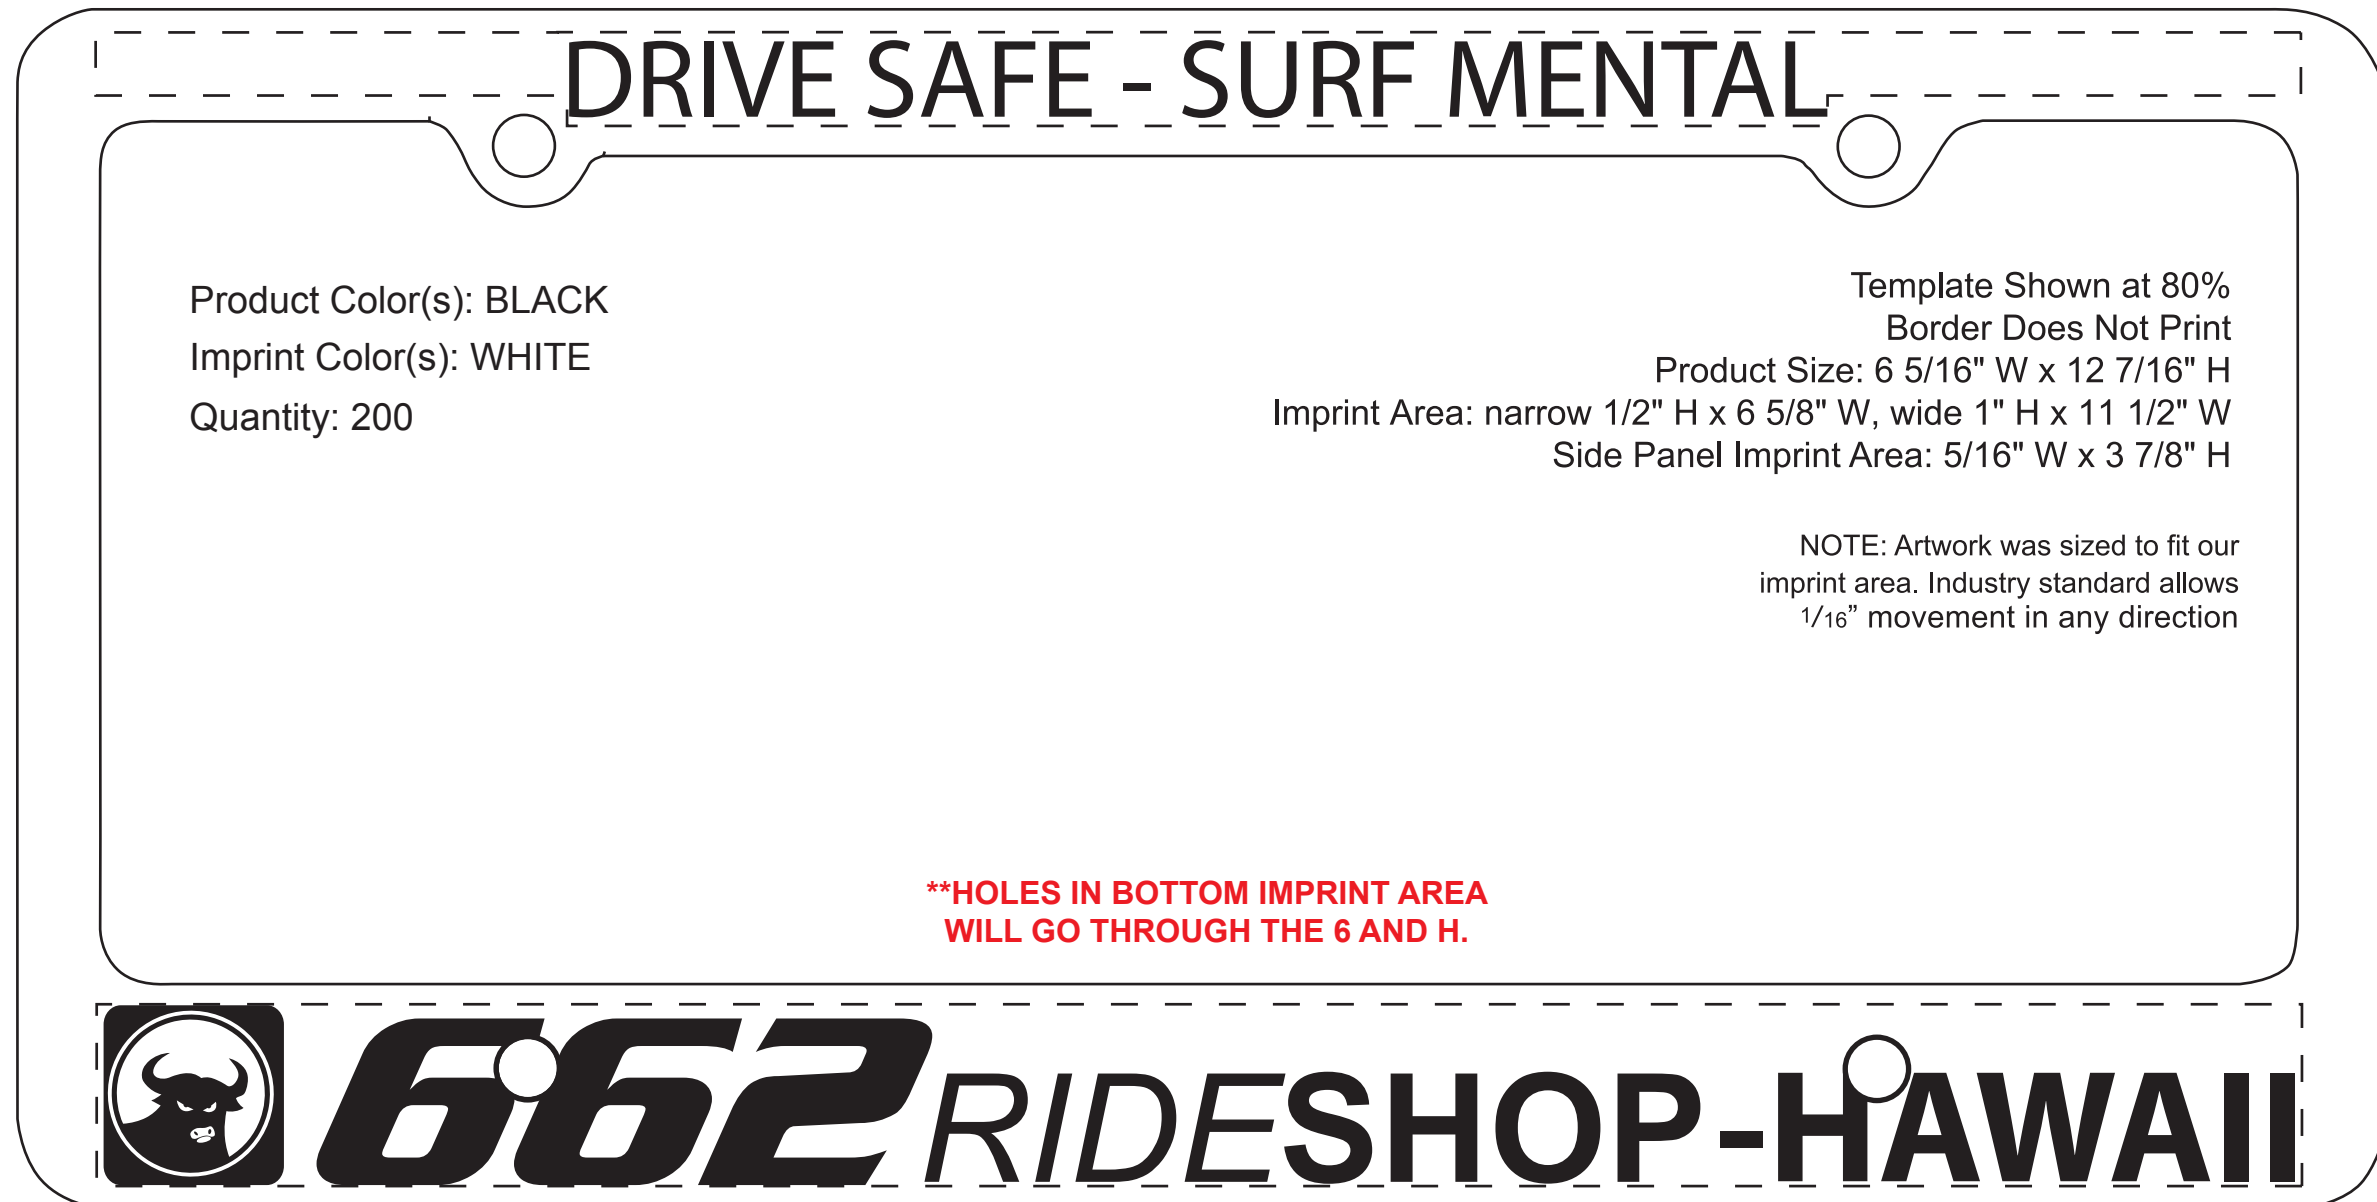 DRIVE SAFE - SURF MENTAL
Product Color(s): BLACK
Imprint Color(s): WHITE
Quantity: 200
Template Shown at 80%
Border Does Not Print
Product Size: 6 5/16" W x 12 7/16" H
Imprint Area: narrow 1/2" H x 6 5/8" W, wide 1" H x 11 1/2" W
Side Panel Imprint Area: 5/16" W x 3 7/8" H
NOTE: Artwork was sized to fit our
imprint area. Industry standard allows
1/16” movement in any direction
**HOLES IN BOTTOM IMPRINT AREA
WILL GO THROUGH THE 6 AND H.
662 RIDESHOP-HAWAII